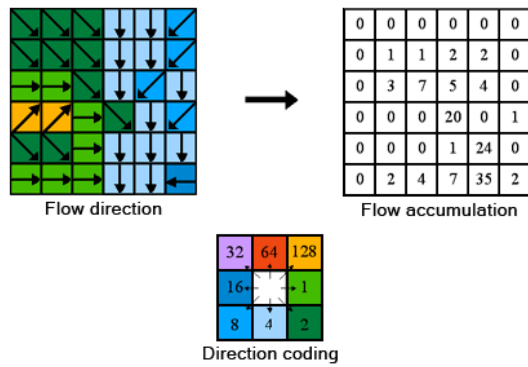 0 0 0 0 0 0
0 1 1 2 2 0
0 3 7 5 4 0
0 0 0 20 0 1
0 0 0 1 24 0
0 2 4 7 35 2
Flow direction
Flow accumulation
32 64 128
16 1
8 4 2
Direction coding